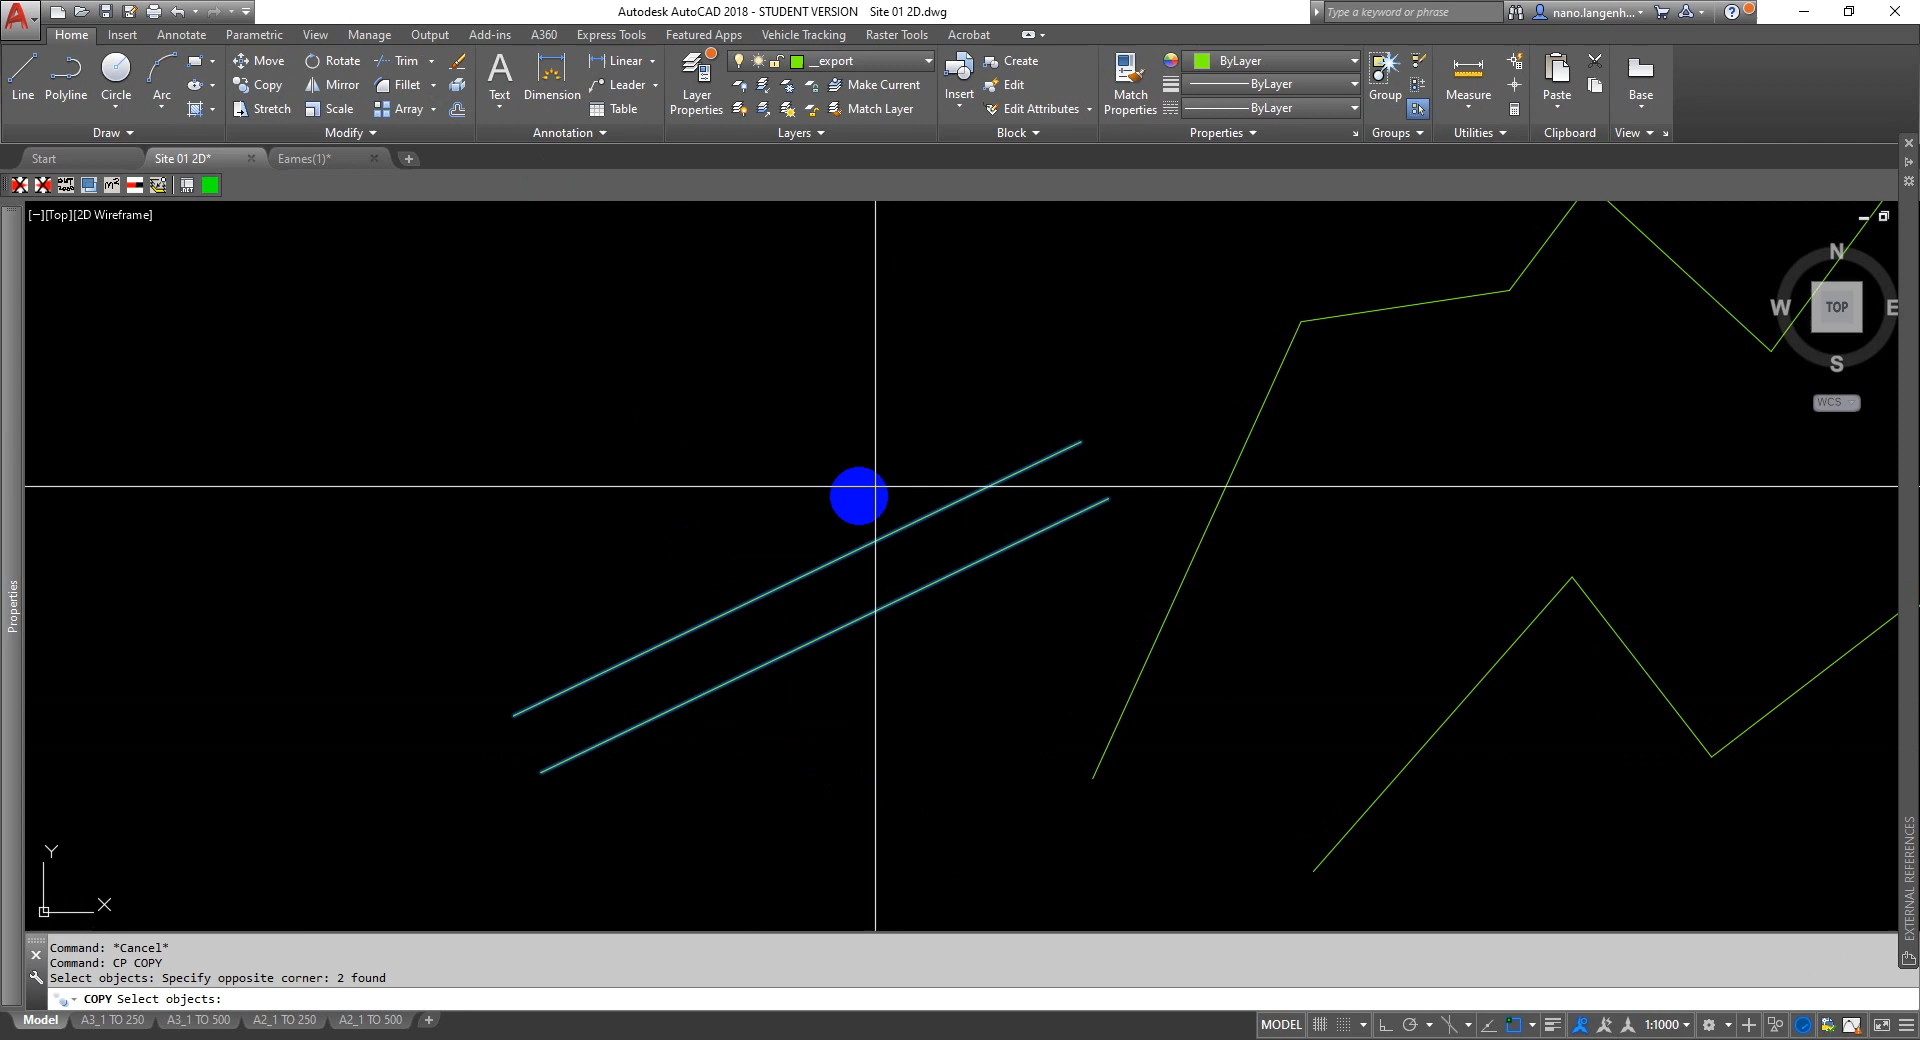 Autodesk AutoCAD 2018 - STUDENT VERSION Site 01 2D.dwg
Type a keyword or phrase
nano.langenh...
Home Insert Annotate Parametric View Manage Output Add-ins A360 Express Tools Featured Apps Vehicle Tracking Raster Tools Acrobat
Line Polyline Circle Arc
Draw
Move Rotate Trim
Copy Mirror Fillet
Stretch Scale Array
Modify
Text Dimension
Linear
Leader
Table
Annotation
Layer
Properties
__export
Make Current
Match Layer
Layers
Insert
Create
Edit
Edit Attributes
Block
Match
Properties
ByLayer
ByLayer
ByLayer
Properties
Group
Groups
Measure
Utilities
Paste
Clipboard
Base
View
Start Site 01 2D* Eames(1)*
[−][Top][2D Wireframe]
N
W TOP E
S
WCS
Properties
EXTERNAL REFERENCES
Y
X
Command: *Cancel*
Command: CP COPY
Select objects: Specify opposite corner: 2 found
COPY Select objects:
Model A3_1 TO 250 A3_1 TO 500 A2_1 TO 250 A2_1 TO 500
MODEL 1:1000